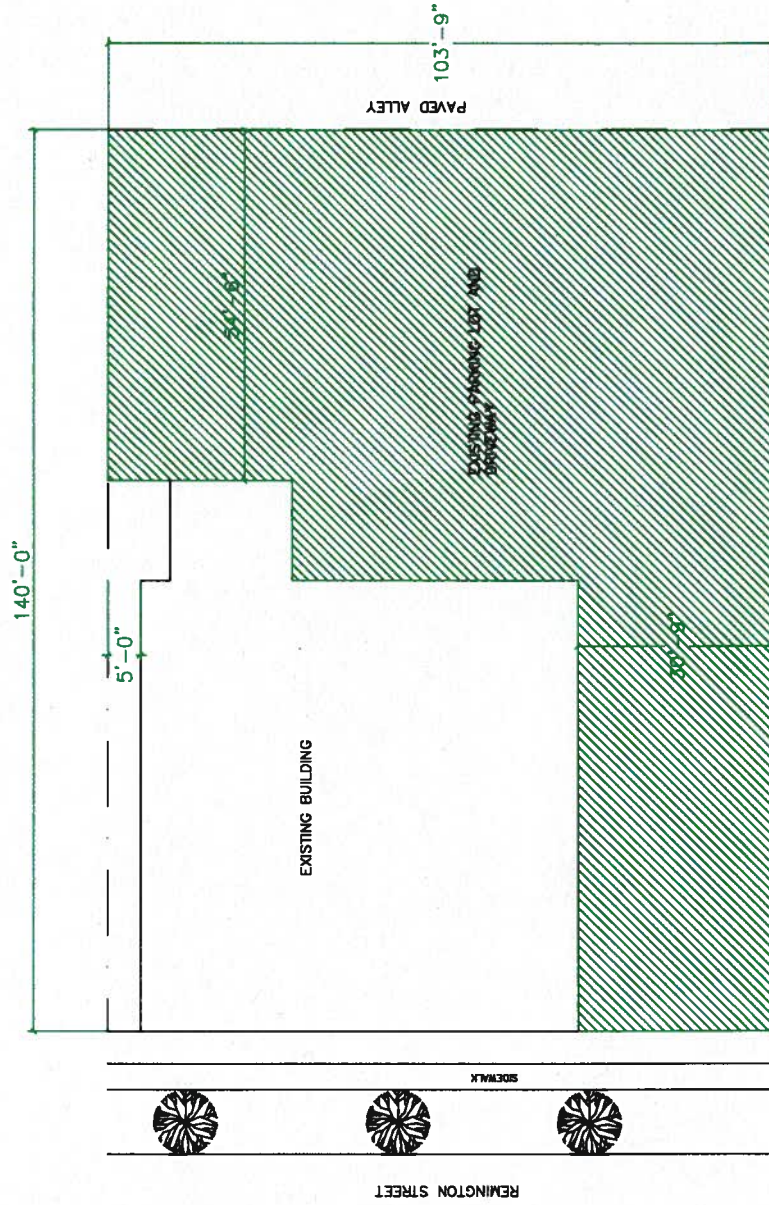 140'-0"
103'-9"
PAVED ALLEY
54'-6"
EXISTING PARKING LOT AND
DRIVEWAY
5'-0"
30'-9"
EXISTING BUILDING
SIDEWALK
REMINGTON STREET